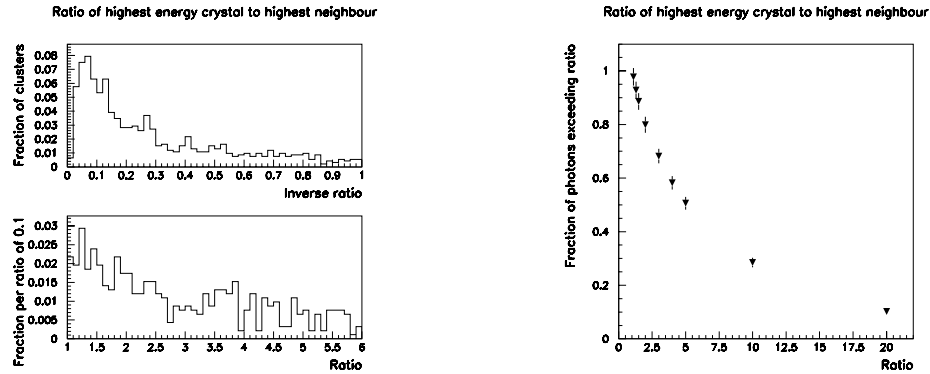 Ratio of highest energy crystal to highest neighbour
Fraction of clusters
0.08
0.07
0.06
0.05
0.04
0.03
0.02
0.01
0
0 0.1 0.2 0.3 0.4 0.5 0.6 0.7 0.8 0.9 1
Inverse ratio
Fraction per ratio of 0.1
0.03
0.025
0.02
0.015
0.01
0.005
0
1 1.5 2 2.5 3 3.5 4 4.5 5 5.5 6
Ratio
Ratio of highest energy crystal to highest neighbour
Fraction of photons exceeding ratio
1
0.8
0.6
0.4
0.2
0
0 2.5 5 7.5 10 12.5 15 17.5 20
Ratio